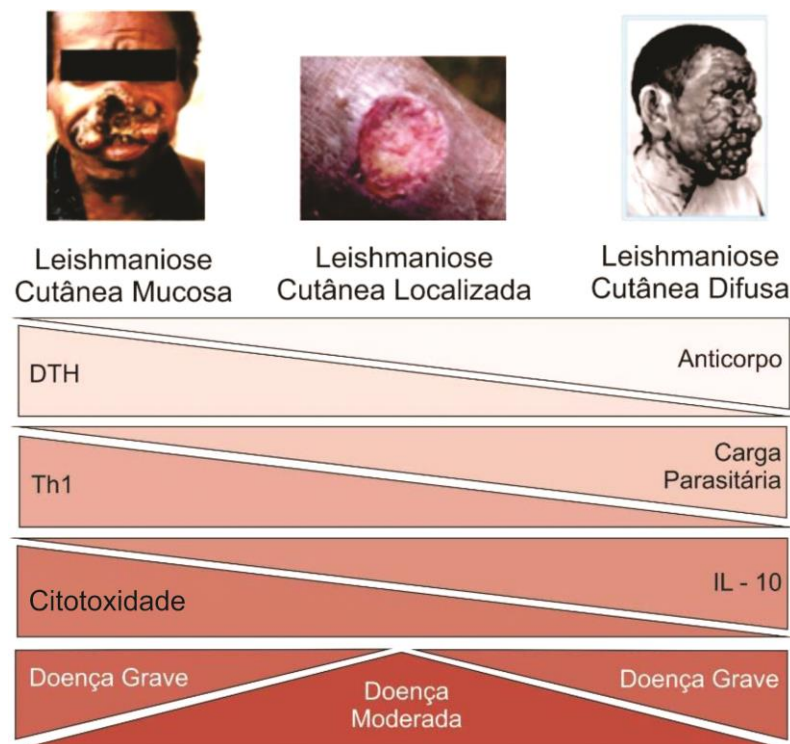 Leishmaniose
Cutânea Mucosa
Leishmaniose
Cutânea Localizada
Leishmaniose
Cutânea Difusa
DTH
Anticorpo
Th1
Carga
Parasitária
Citotoxidade
IL - 10
Doença Grave
Doença
Moderada
Doença Grave